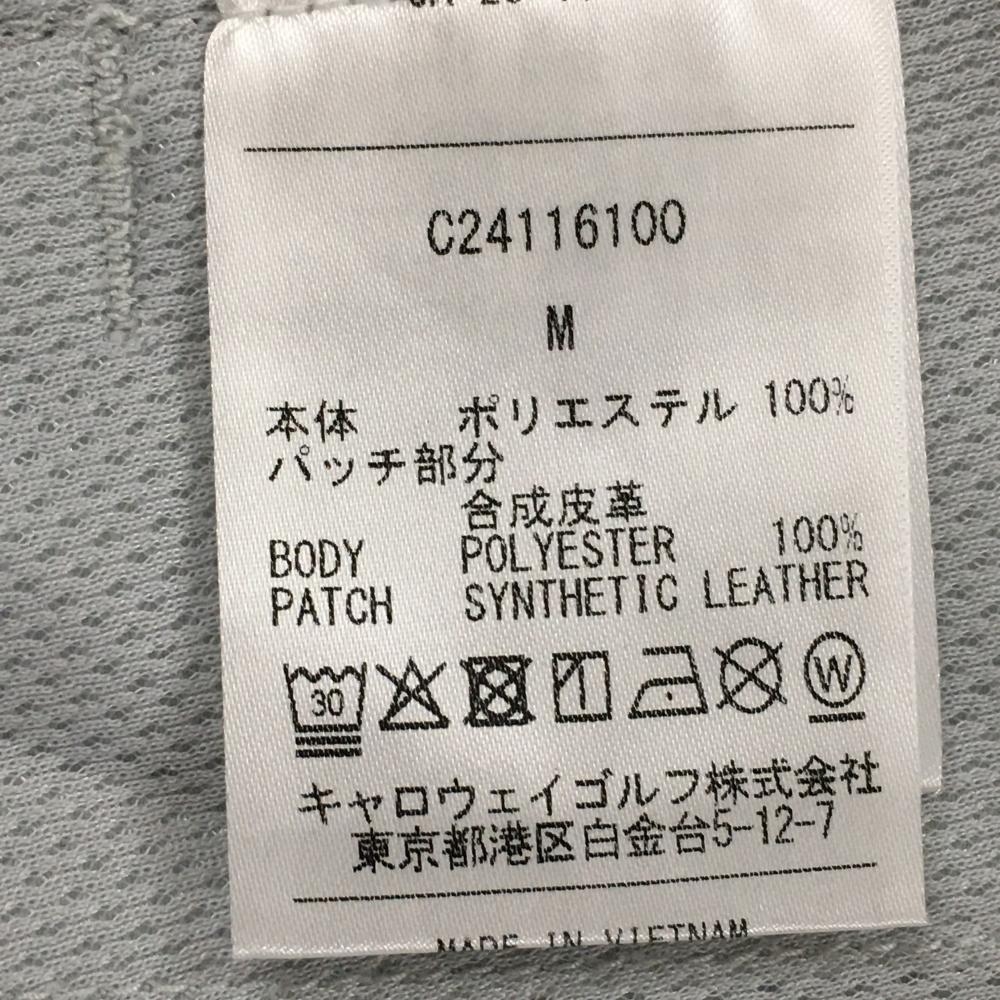 C24116100
M
本体 ポリエステル 100%
パッチ部分
合成皮革
BODY POLYESTER 100%
PATCH SYNTHETIC LEATHER
30 W
キャロウェイゴルフ株式会社
東京都港区白金台5-12-7
MADE IN VIETNAM